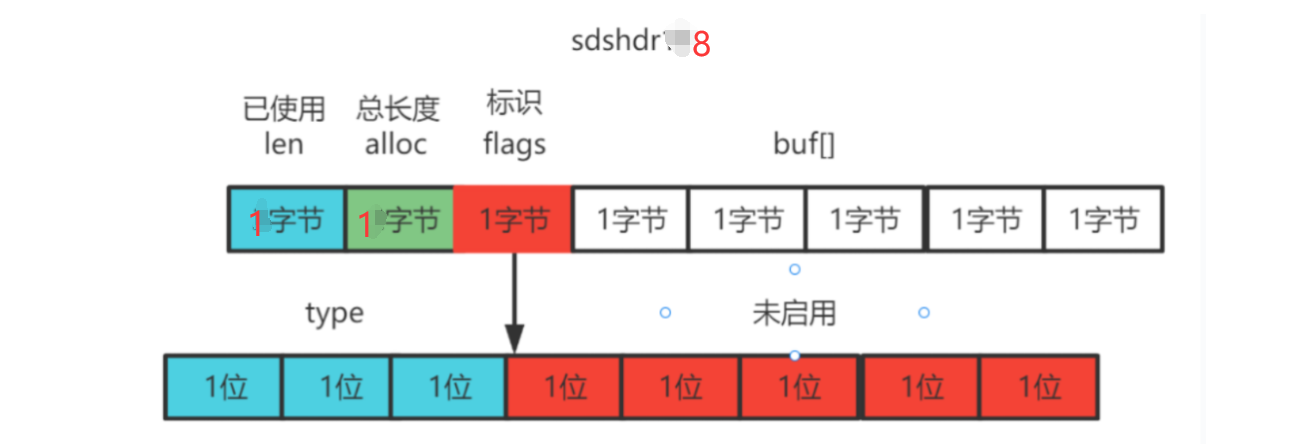 sdshdr8
已使用 总长度 标识
len alloc flags buf[]
1字节 1字节 1字节 1字节 1字节 1字节 1字节 1字节
type 未启用
1位 1位 1位 1位 1位 1位 1位 1位